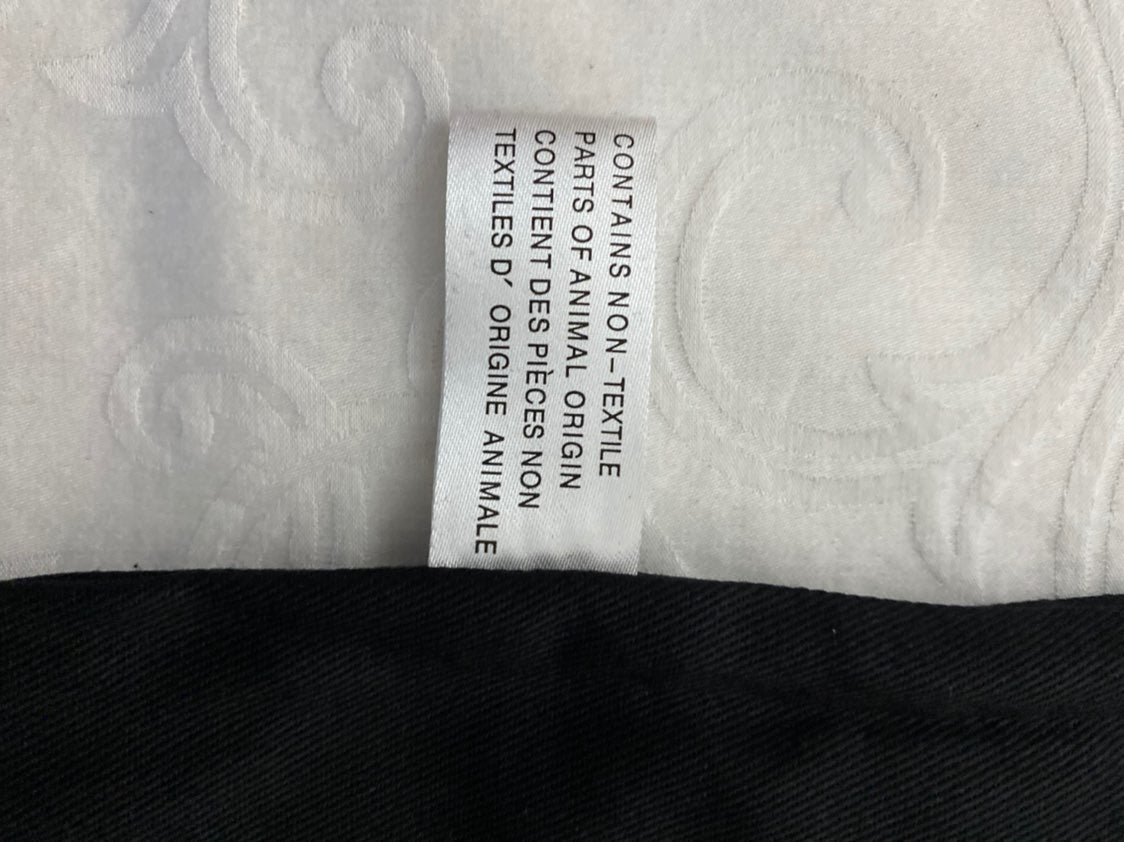 CONTAINS NON-TEXTILE
PARTS OF ANIMAL ORIGIN
CONTIENT DES PIÈCES NON
TEXTILES D' ORIGINE ANIMALE